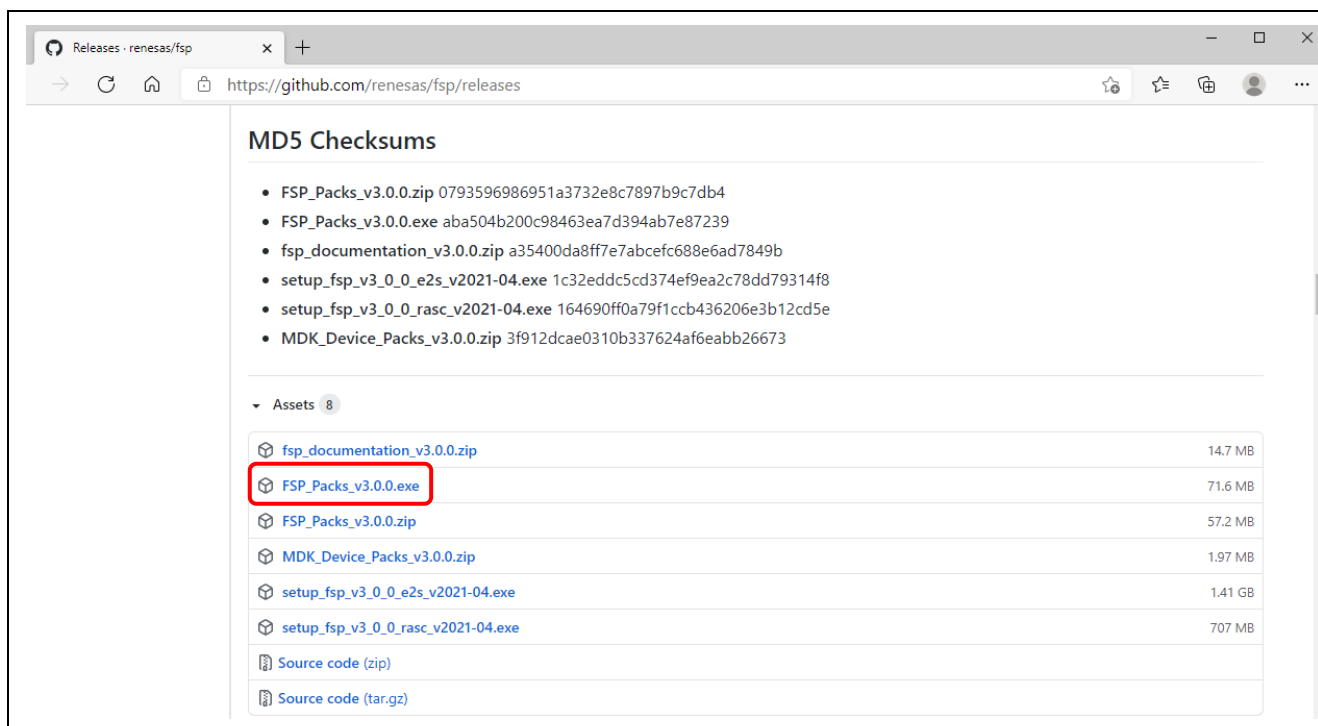 Releases · renesas/fsp
https://github.com/renesas/fsp/releases
MD5 Checksums
FSP_Packs_v3.0.0.zip 0793596986951a3732e8c7897b9c7db4
FSP_Packs_v3.0.0.exe aba504b200c98463ea7d394ab7e87239
fsp_documentation_v3.0.0.zip a35400da8ff7e7abcefc688e6ad7849b
setup_fsp_v3_0_0_e2s_v2021-04.exe 1c32eddc5cd374ef9ea2c78dd79314f8
setup_fsp_v3_0_0_rasc_v2021-04.exe 164690ff0a79f1ccb436206e3b12cd5e
MDK_Device_Packs_v3.0.0.zip 3f912dcae0310b337624af6eabb26673
Assets 8
fsp_documentation_v3.0.0.zip 14.7 MB
FSP_Packs_v3.0.0.exe 71.6 MB
FSP_Packs_v3.0.0.zip 57.2 MB
MDK_Device_Packs_v3.0.0.zip 1.97 MB
setup_fsp_v3_0_0_e2s_v2021-04.exe 1.41 GB
setup_fsp_v3_0_0_rasc_v2021-04.exe 707 MB
Source code (zip)
Source code (tar.gz)